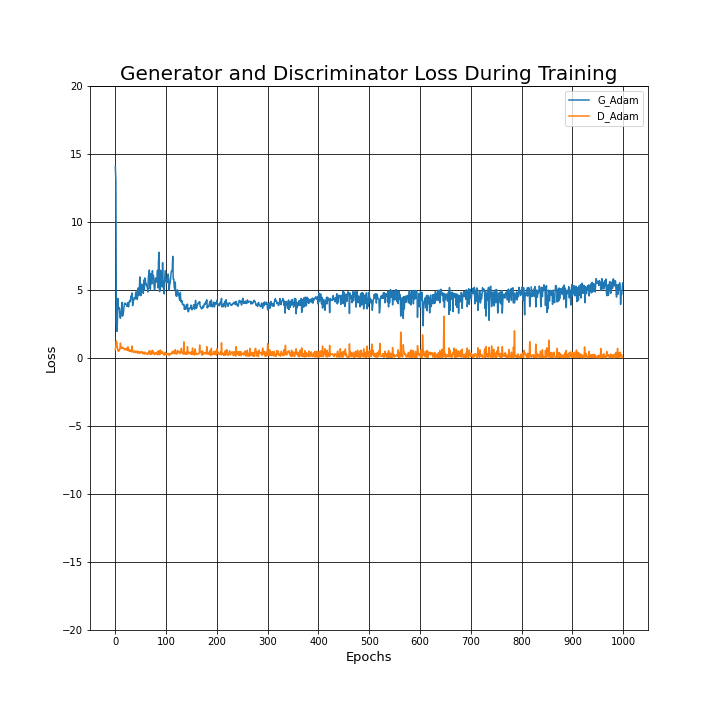 Generator and Discriminator Loss During Training
G_Adam
D_Adam
20
15
10
5
0
−5
−10
−15
−20
Loss
0 100 200 300 400 500 600 700 800 900 1000
Epochs